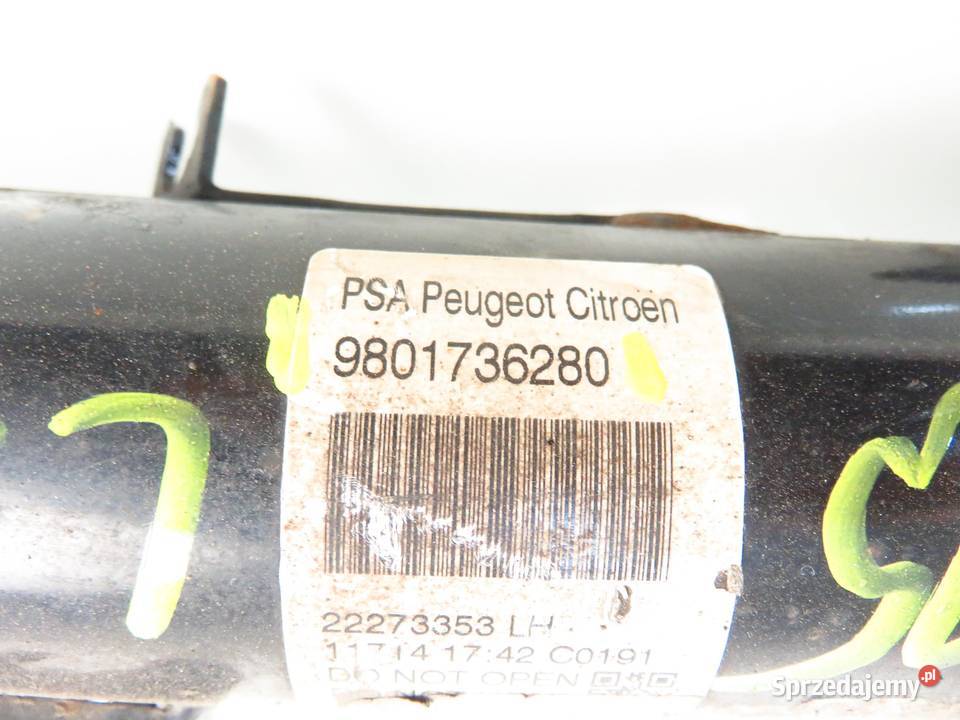 PSA Peugeot Citroen
9801736280
22273353 LH
11714 17:42 C0191
DO NOT OPEN
Sprzedajemy.pl